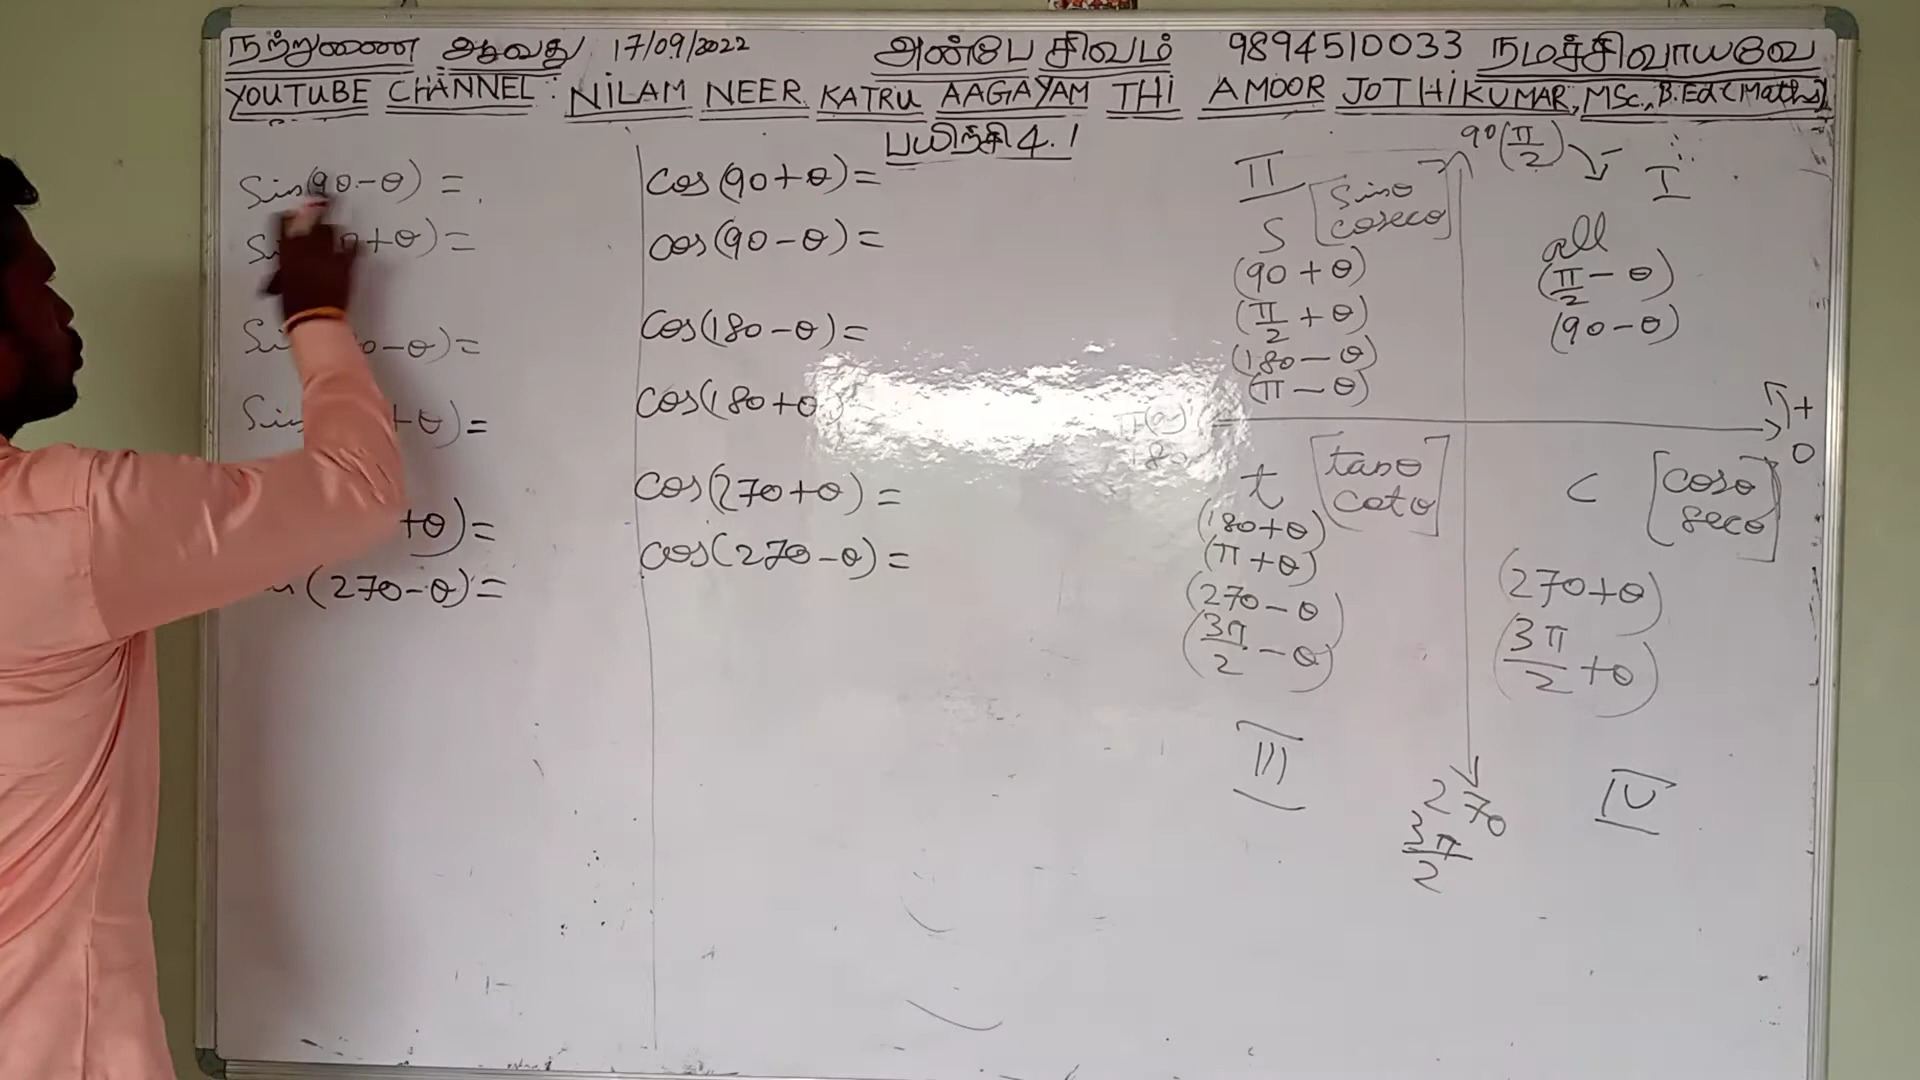 நற்றுணை ஆவது 17/09/2022 அன்பே சிவம் 9894510033 நமச்சிவாயவே
YOUTUBE CHANNEL : NILAM NEER KATRU AAGAYAM THI AMOOR JOTHIKUMAR, MSc., B.Ed (Maths)
பயிற்சி 4.1
Sin(90-θ) =
+θ) =
-θ) =
+θ) =
+θ) =
(270-θ) =
cos(90+θ) =
cos(90-θ) =
cos(180-θ) =
cos(180+θ)
cos(270+θ) =
cos(270-θ) =
90 (π/2)
II
S [Sinθ
cosecθ]
(90+θ)
(π/2 + θ)
(180-θ)
(π-θ)
I
all
(π/2 - θ)
(90-θ)
+
0
180
t [tanθ
cotθ]
(180+θ)
(π+θ)
(270-θ)
(3π/2 - θ)
III
C [cosθ
secθ]
(270+θ)
(3π/2 + θ)
IV
270
3π/2